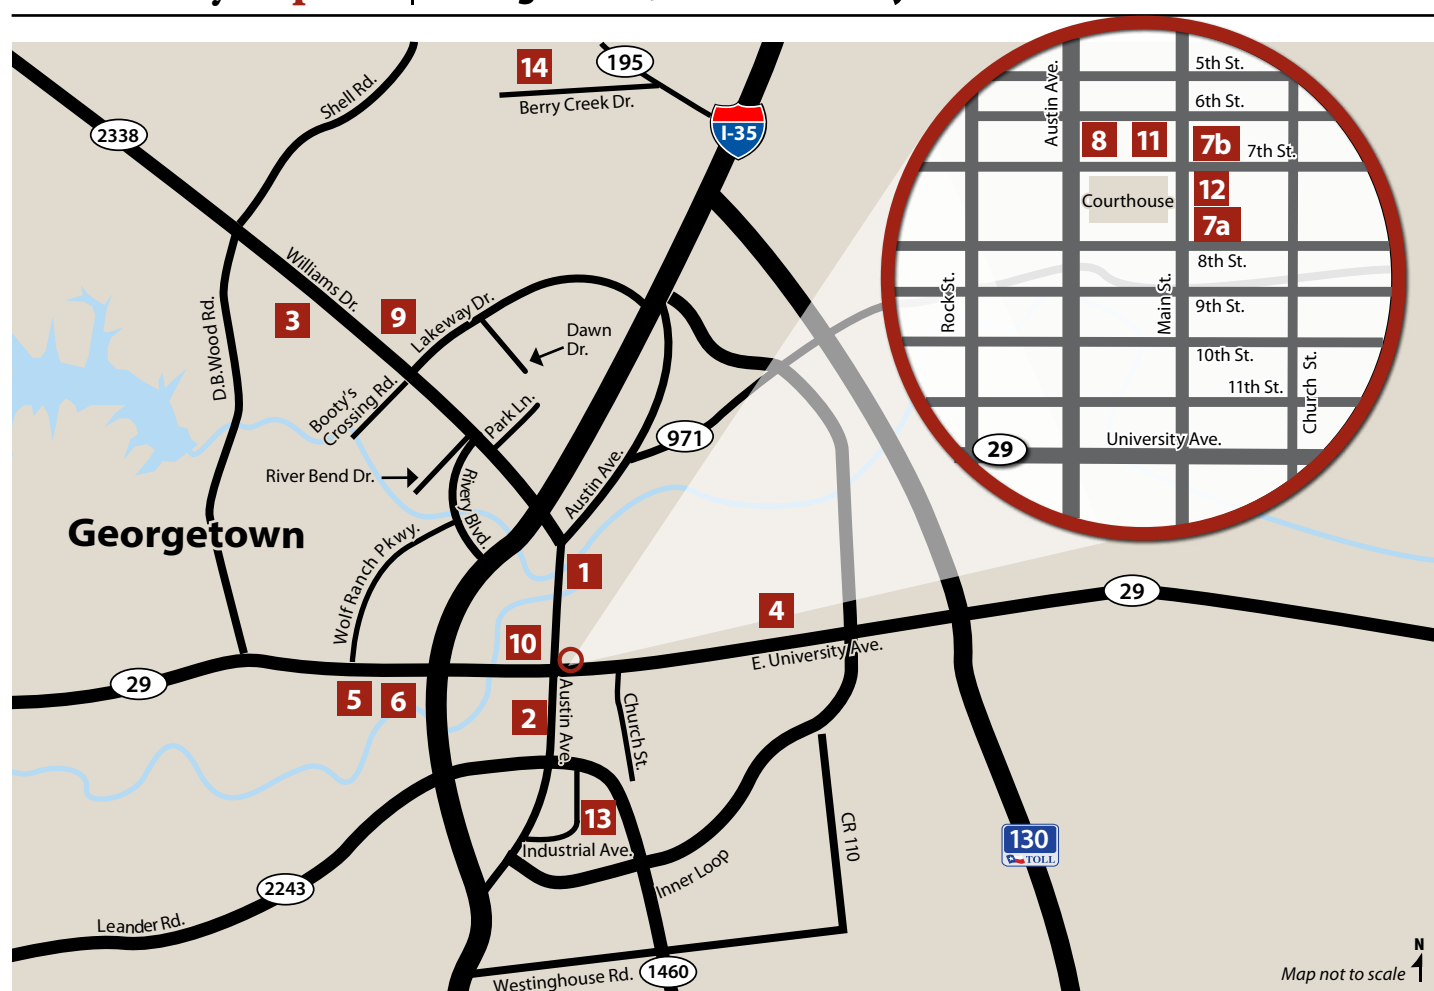 14
195
Berry Creek Dr.
Shell Rd.
2338
I-35
Williams Dr.
3
9
Lakeway Dr.
Dawn
Dr.
D.B.Wood Rd.
Booty's
Crossing Rd.
Park Ln.
971
River Bend Dr.
Rivery Blvd.
Austin Ave.
Georgetown
Wolf Ranch Pkwy.
1
4
10
29
E. University Ave.
29
5
6
2
Austin Ave.
Church St.
13
Industrial Ave.
CR 110
130
TOLL
Inner Loop
2243
Leander Rd.
Westinghouse Rd.
1460
N
Map not to scale
5th St.
Austin Ave.
6th St.
8
11
7b
7th St.
12
Courthouse
7a
8th St.
Rock St.
Main St.
9th St.
10th St.
11th St.
Church St.
University Ave.
29